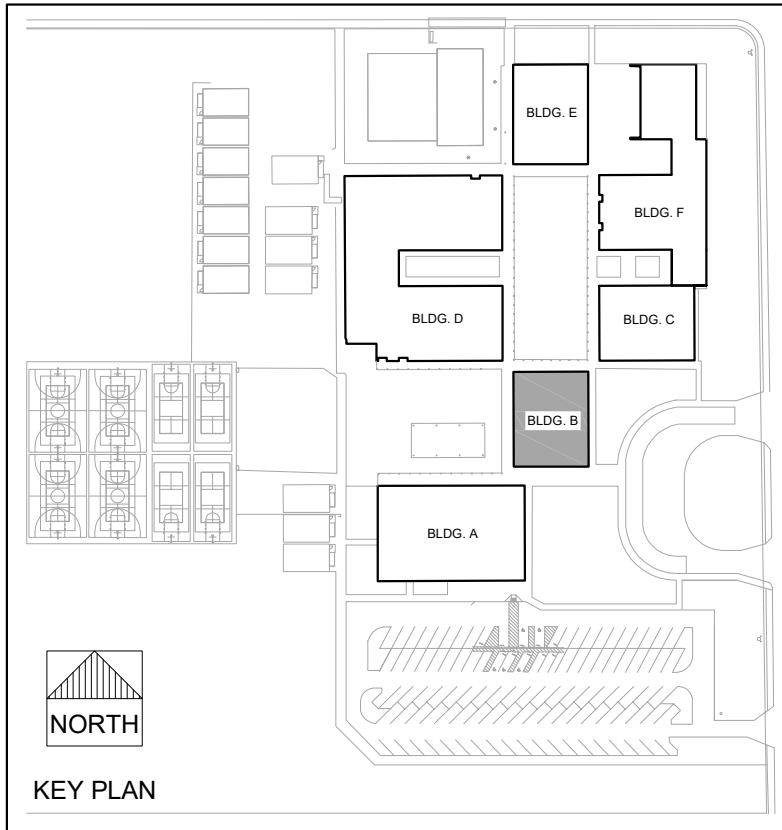 BLDG. E
BLDG. F
BLDG. D
BLDG. C
BLDG. B
BLDG. A
NORTH
KEY PLAN